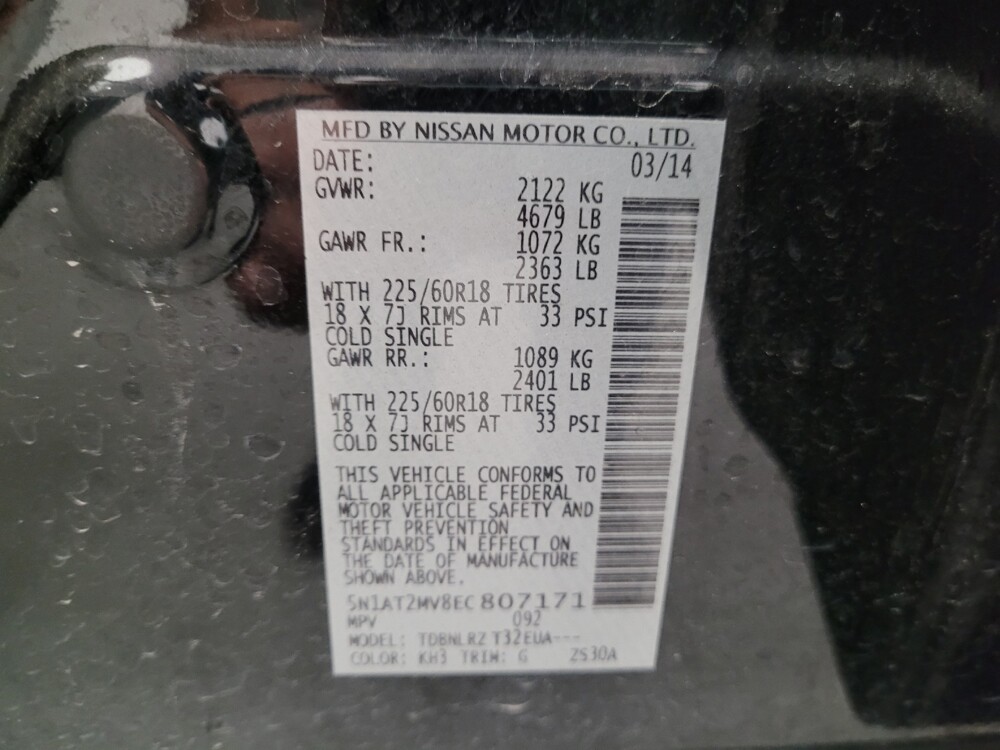 MFD BY NISSAN MOTOR CO., LTD.
DATE: 03/14
GVWR: 2122 KG
4679 LB
GAWR FR.: 1072 KG
2363 LB
WITH 225/60R18 TIRES
18 X 7J RIMS AT 33 PSI
COLD SINGLE
GAWR RR.: 1089 KG
2401 LB
WITH 225/60R18 TIRES
18 X 7J RIMS AT 33 PSI
COLD SINGLE
THIS VEHICLE CONFORMS TO
ALL APPLICABLE FEDERAL
MOTOR VEHICLE SAFETY AND
THEFT PREVENTION
STANDARDS IN EFFECT ON
THE DATE OF MANUFACTURE
SHOWN ABOVE.
5N1AT2MV8EC807171
MPV 092
MODEL: TDBNLRZ T32EUA---
COLOR: KH3 TRIM: G 2S30A